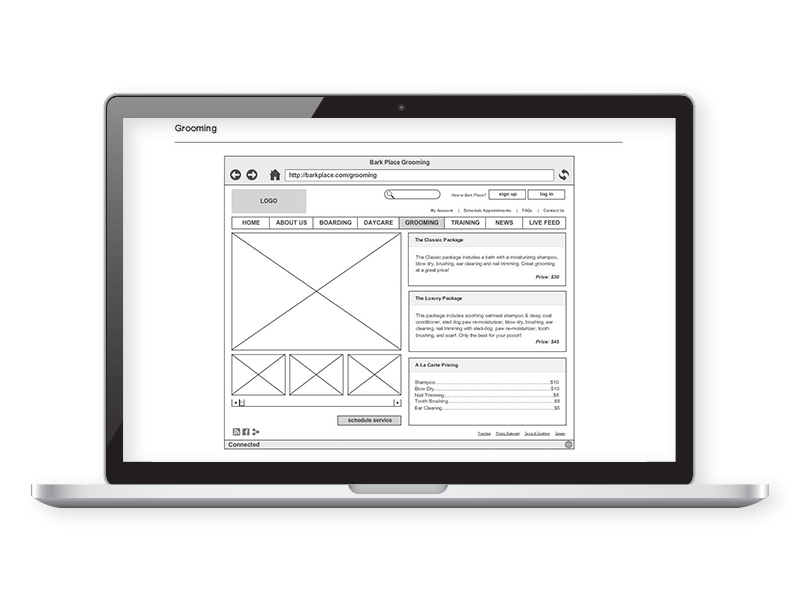 Grooming
Bark Place Grooming
http://barkplace.com/grooming
LOGO
New to Bark Place?
sign up
log in
My Account | Schedule Appointments | FAQs | Contact Us
HOME
ABOUT US
BOARDING
DAYCARE
GROOMING
TRAINING
NEWS
LIVE FEED
The Classic Package
The Classic package includes a bath with a moisturizing shampoo,
blow dry, brushing, ear cleaning and nail trimming. Great grooming
at a great price!
Price: $30
The Luxury Package
This package includes soothing oatmeal shampoo & deep coat
conditioner, sled dog paw re-moisturizer, blow dry, brushing, ear
cleaning, nail trimming with sled-dog paw re-moisturizer, tooth
brushing, and scarf. Only the best for your pooch!
Price: $45
A La Carte Pricing
Shampoo...$10
Blow Dry...$10
Nail Trimming...$8
Tooth Brushing...$8
Ear Cleaning...$5
schedule service
Privacy Statement
Terms & Conditions
Connected